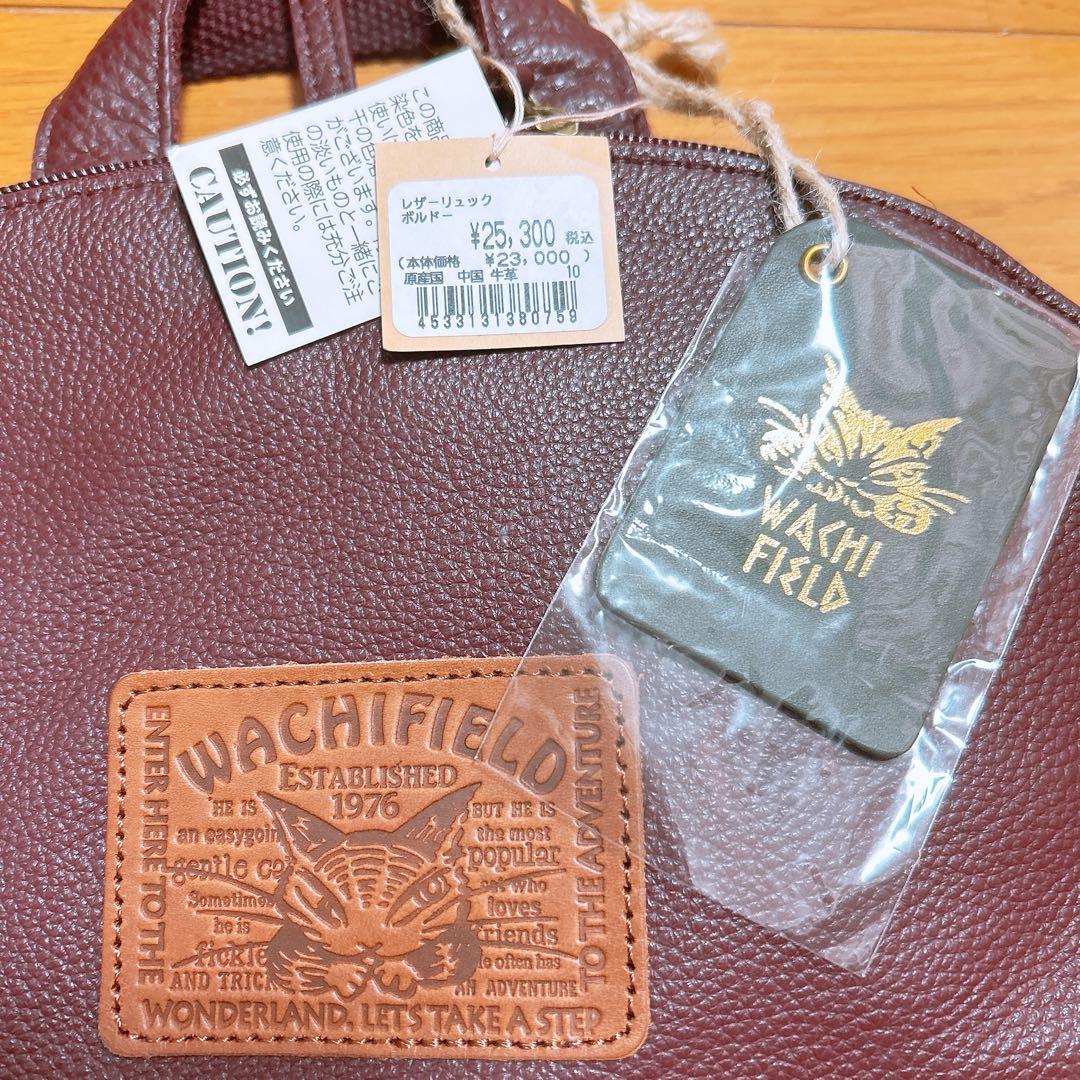 この商品
染色を
使い
干の色落
がございます。
の淡いものと一緒に
使用の際には充分ご注
意ください。
必ずお読みください
CAUTION!
レザーリュック
ボルドー
¥25,300 税込
(本体価格 ¥23,000 )
原産国 中国 牛革 10
4533131380759
WACHI
FIELD
WACHIFIELD
ESTABLISHED
1976
ENTER HERE TO THE
HE IS
an easygoin
gentle ca
Sometimes
he is
fickle
AND TRICK
BUT HE IS
the most
popular
cat who
loves
friends
He often has
AN ADVENTURE
TO THE ADVENTURE
WONDERLAND. LET'S TAKE A STEP